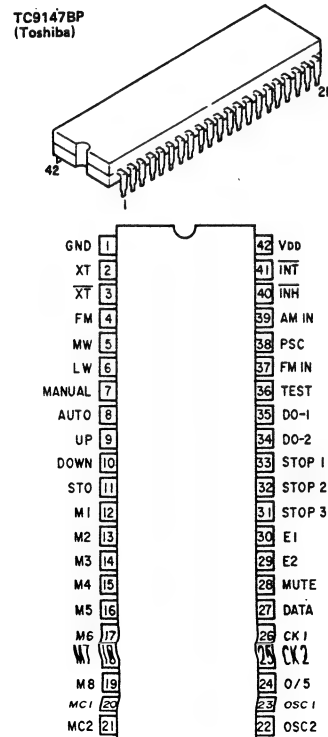 TC9147BP
(Toshiba)
42
21
1
GND 1 42 VDD
XT 2 41 INT
XT 3 40 INH
FM 4 39 AM IN
MW 5 38 PSC
LW 6 37 FM IN
MANUAL 7 36 TEST
AUTO 8 35 DO-1
UP 9 34 DO-2
DOWN 10 33 STOP 1
STO 11 32 STOP 2
M1 12 31 STOP 3
M2 13 30 E1
M3 14 29 E2
M4 15 28 MUTE
M5 16 27 DATA
M6 17 26 CK1
M7 18 25 CK2
M8 19 24 0/5
MC1 20 23 OSC1
MC2 21 22 OSC2